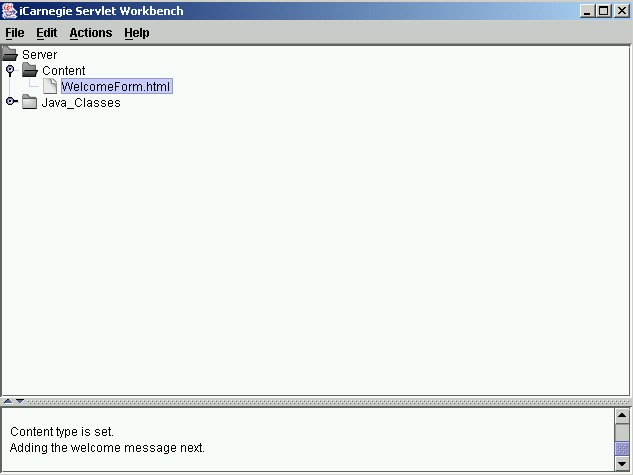 iCarnegie Servlet Workbench
File Edit Actions Help
Server
Content
WelcomeForm.html
Java_Classes
Content type is set.
Adding the welcome message next.